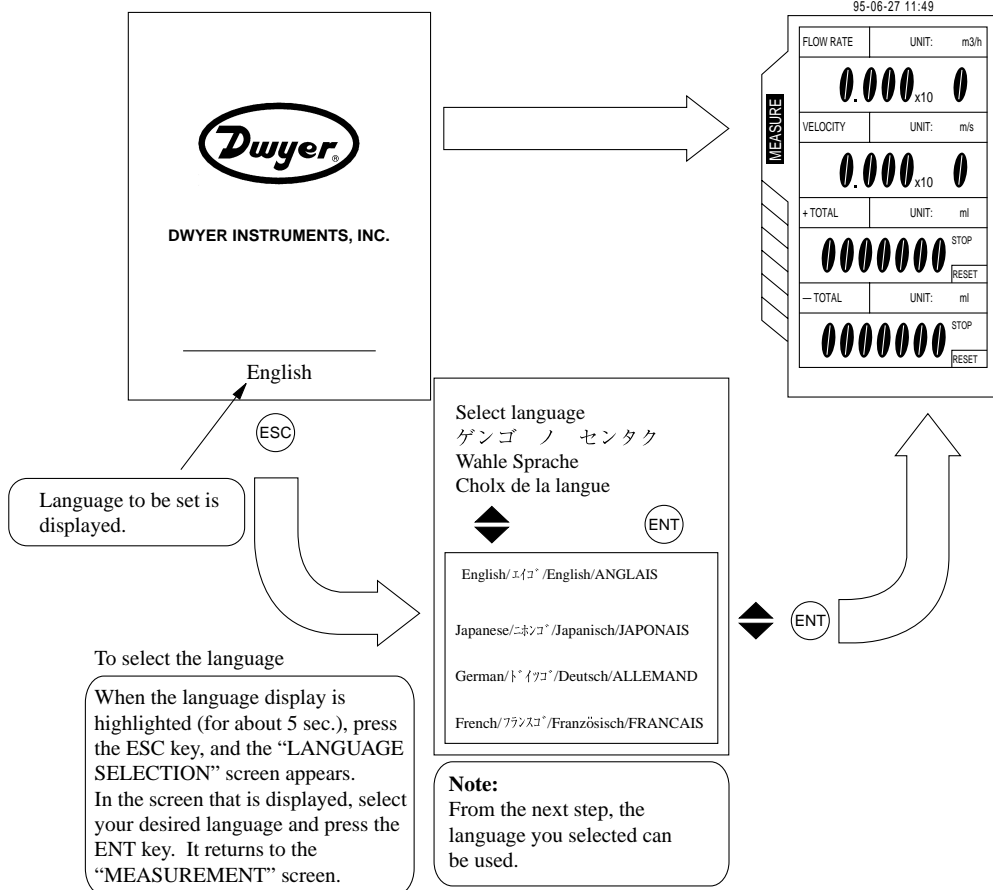 95-06-27 11:49
Dwyer®
DWYER INSTRUMENTS, INC.
English
ESC
Language to be set is
displayed.
MEASURE
FLOW RATE UNIT: m3/h
0.000 x10 0
VELOCITY UNIT: m/s
0.000 x10 0
+ TOTAL UNIT: ml
0000000 STOP
RESET
— TOTAL UNIT: ml
0000000 STOP
RESET
Select language
ゲンゴ ノ センタク
Wahle Sprache
Cholx de la langue
ENT
English/エイゴ/English/ANGLAIS
Japanese/ニホンゴ/Japanisch/JAPONAIS
German/ドイツゴ/Deutsch/ALLEMAND
French/フランスゴ/Französisch/FRANCAIS
ENT
To select the language
When the language display is
highlighted (for about 5 sec.), press
the ESC key, and the “LANGUAGE
SELECTION” screen appears.
In the screen that is displayed, select
your desired language and press the
ENT key. It returns to the
“MEASUREMENT” screen.
Note:
From the next step, the
language you selected can
be used.